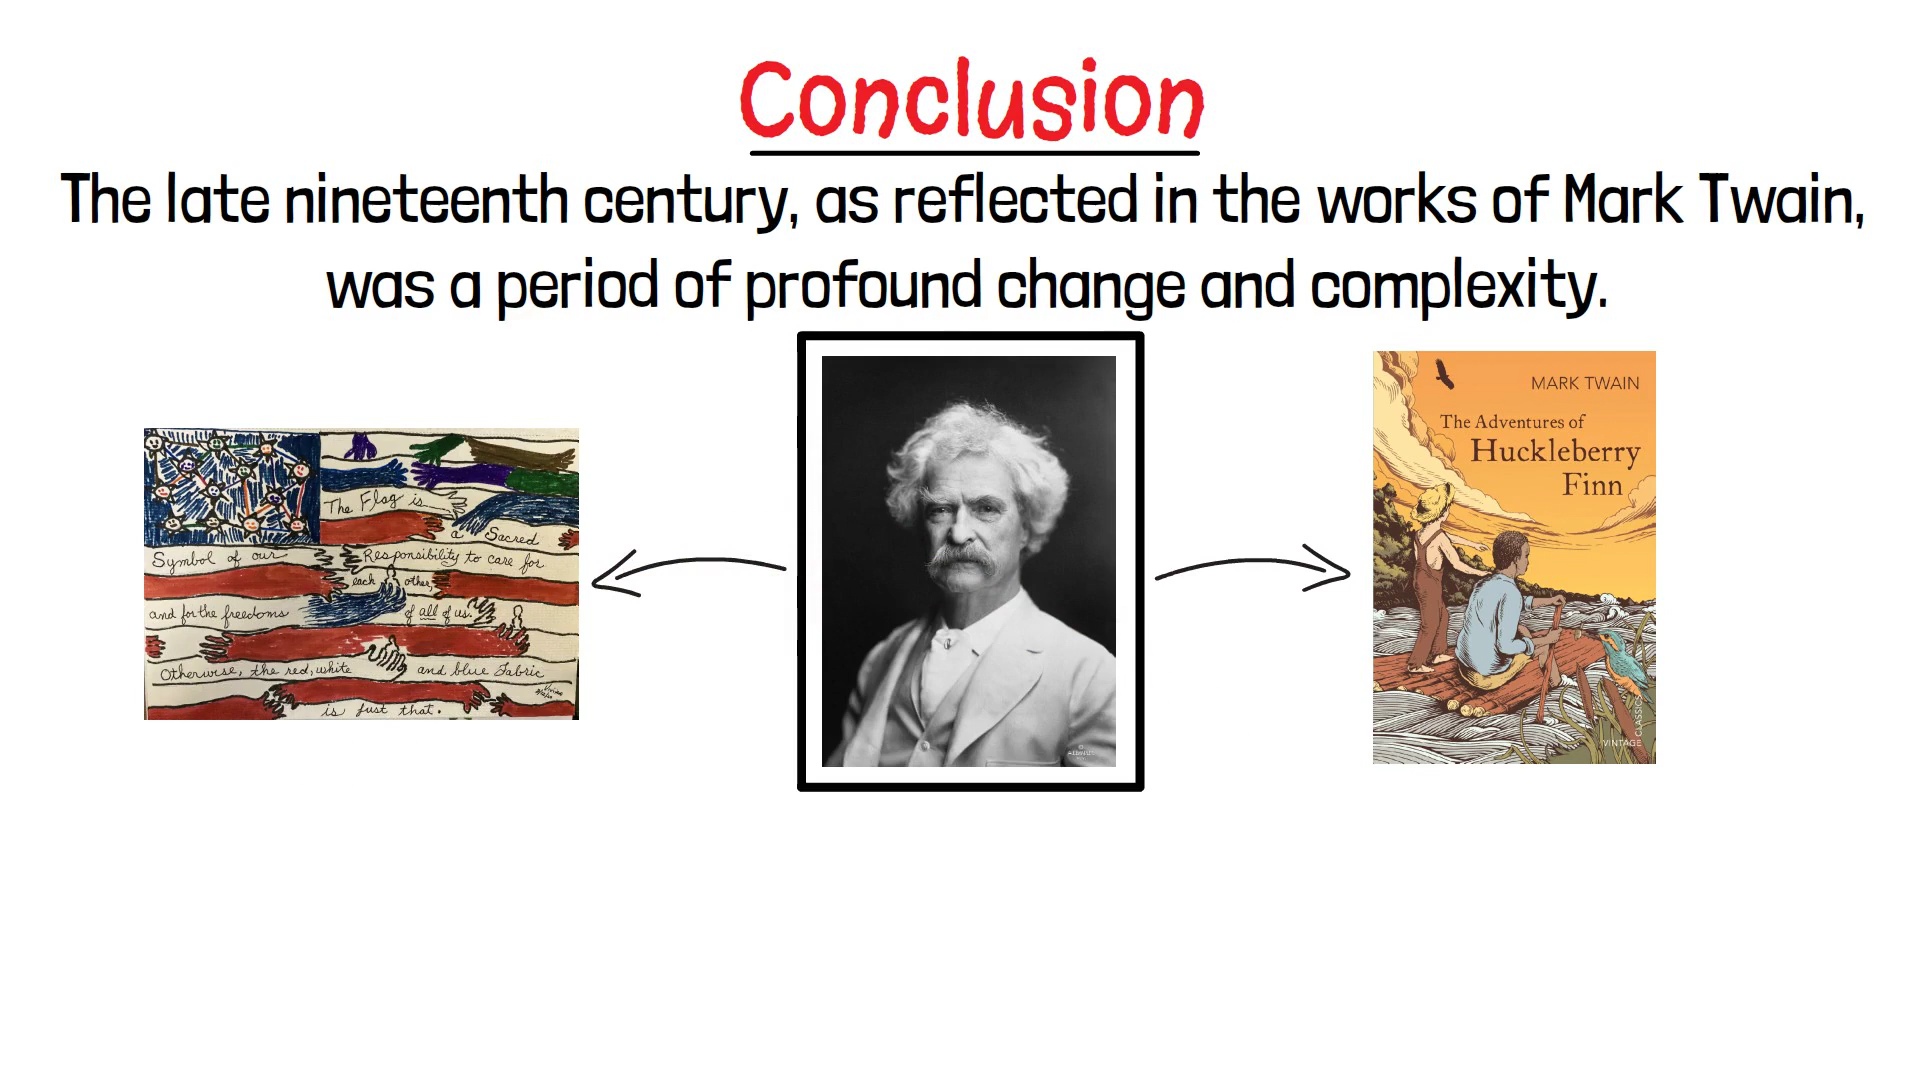 Conclusion
The late nineteenth century, as reflected in the works of Mark Twain,
was a period of profound change and complexity.
The Flag is
a Sacred
Symbol of our Responsibility to care for
each other,
and for the freedoms of all of us.
Otherwise, the red, white and blue Fabric
is just that.
MARK TWAIN
The Adventures of
Huckleberry
Finn
VINTAGE CLASSICS